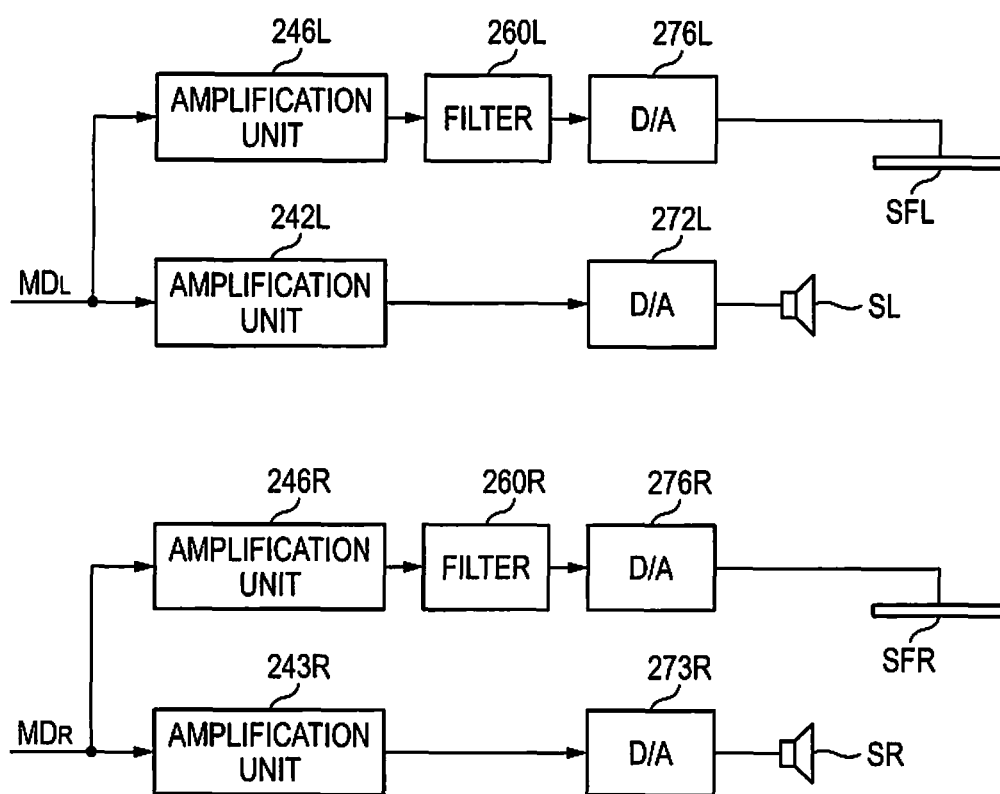 246L 260L 276L
AMPLIFICATION
UNIT
FILTER
D/A
SFL
242L 272L
MDL
AMPLIFICATION
UNIT
D/A
SL
246R 260R 276R
AMPLIFICATION
UNIT
FILTER
D/A
SFR
243R 273R
MDR
AMPLIFICATION
UNIT
D/A
SR